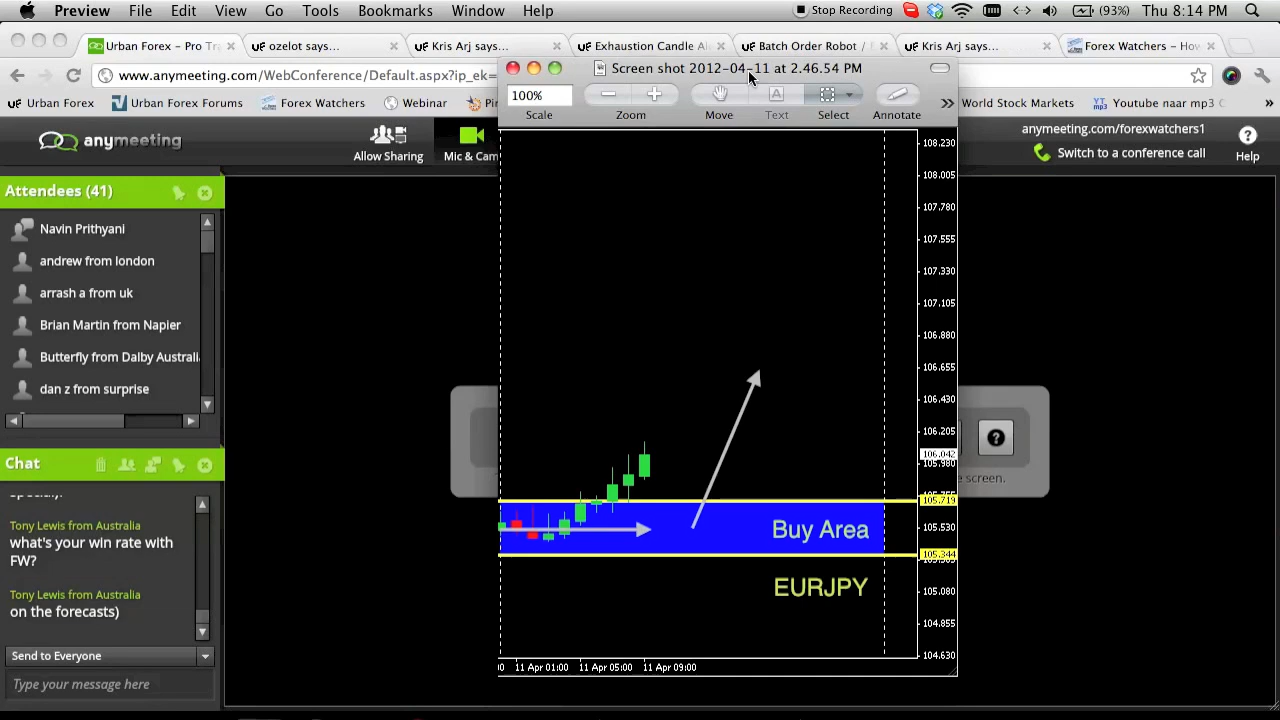 Preview File Edit View Go Tools Bookmarks Window Help
Stop Recording (93%) Thu 8:14 PM
Urban Forex – Pro Tra
ozelot says...
Kris Arj says...
Exhaustion Candle Al
Batch Order Robot /
Kris Arj says...
Forex Watchers – How
www.anymeeting.com/WebConference/Default.aspx?ip_ek=
Urban Forex
Urban Forex Forums
Forex Watchers
Webinar
World Stock Markets
Youtube naar mp3 C
Screen shot 2012-04-11 at 2.46.54 PM
100%
Scale Zoom Move Text Select Annotate
anymeeting
Allow Sharing
Mic & Cam
anymeeting.com/forexwatchers1
Switch to a conference call
Help
Attendees (41)
Navin Prithyani
andrew from london
arrash a from uk
Brian Martin from Napier
Butterfly from Dalby Australi
dan z from surprise
Chat
Tony Lewis from Australia
what's your win rate with
FW?
Tony Lewis from Australia
on the forecasts)
Send to Everyone
Type your message here
108.230
108.005
107.780
107.555
107.330
107.105
106.880
106.655
106.430
106.205
106.042
105.980
105.719
105.530
105.344
105.080
104.855
104.630
Buy Area
EURJPY
11 Apr 01:00 11 Apr 05:00 11 Apr 09:00
e screen.